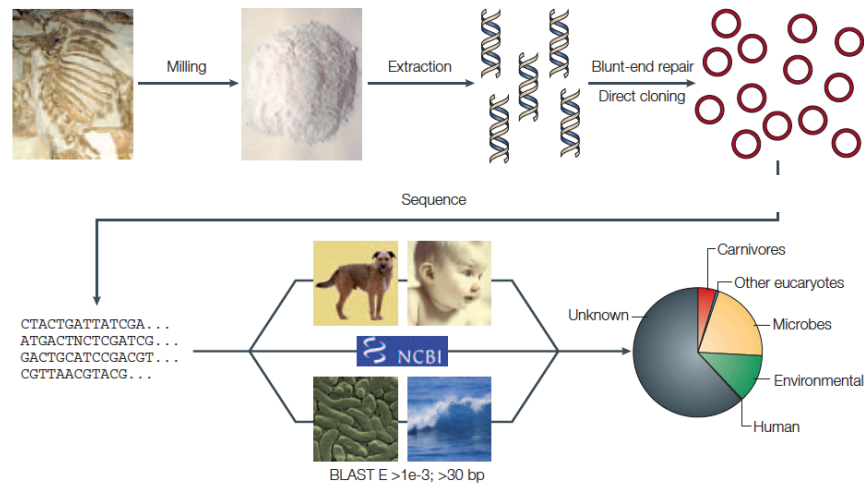 Milling
Extraction
Blunt-end repair
Direct cloning
Sequence
CTACTGATTATCGA...
ATGACTNCTCGATCG...
GACTGCATCCGACGT...
CGTTAACGTACG...
NCBI
BLAST E >1e-3; >30 bp
Carnivores
Other eucaryotes
Unknown
Microbes
Environmental
Human